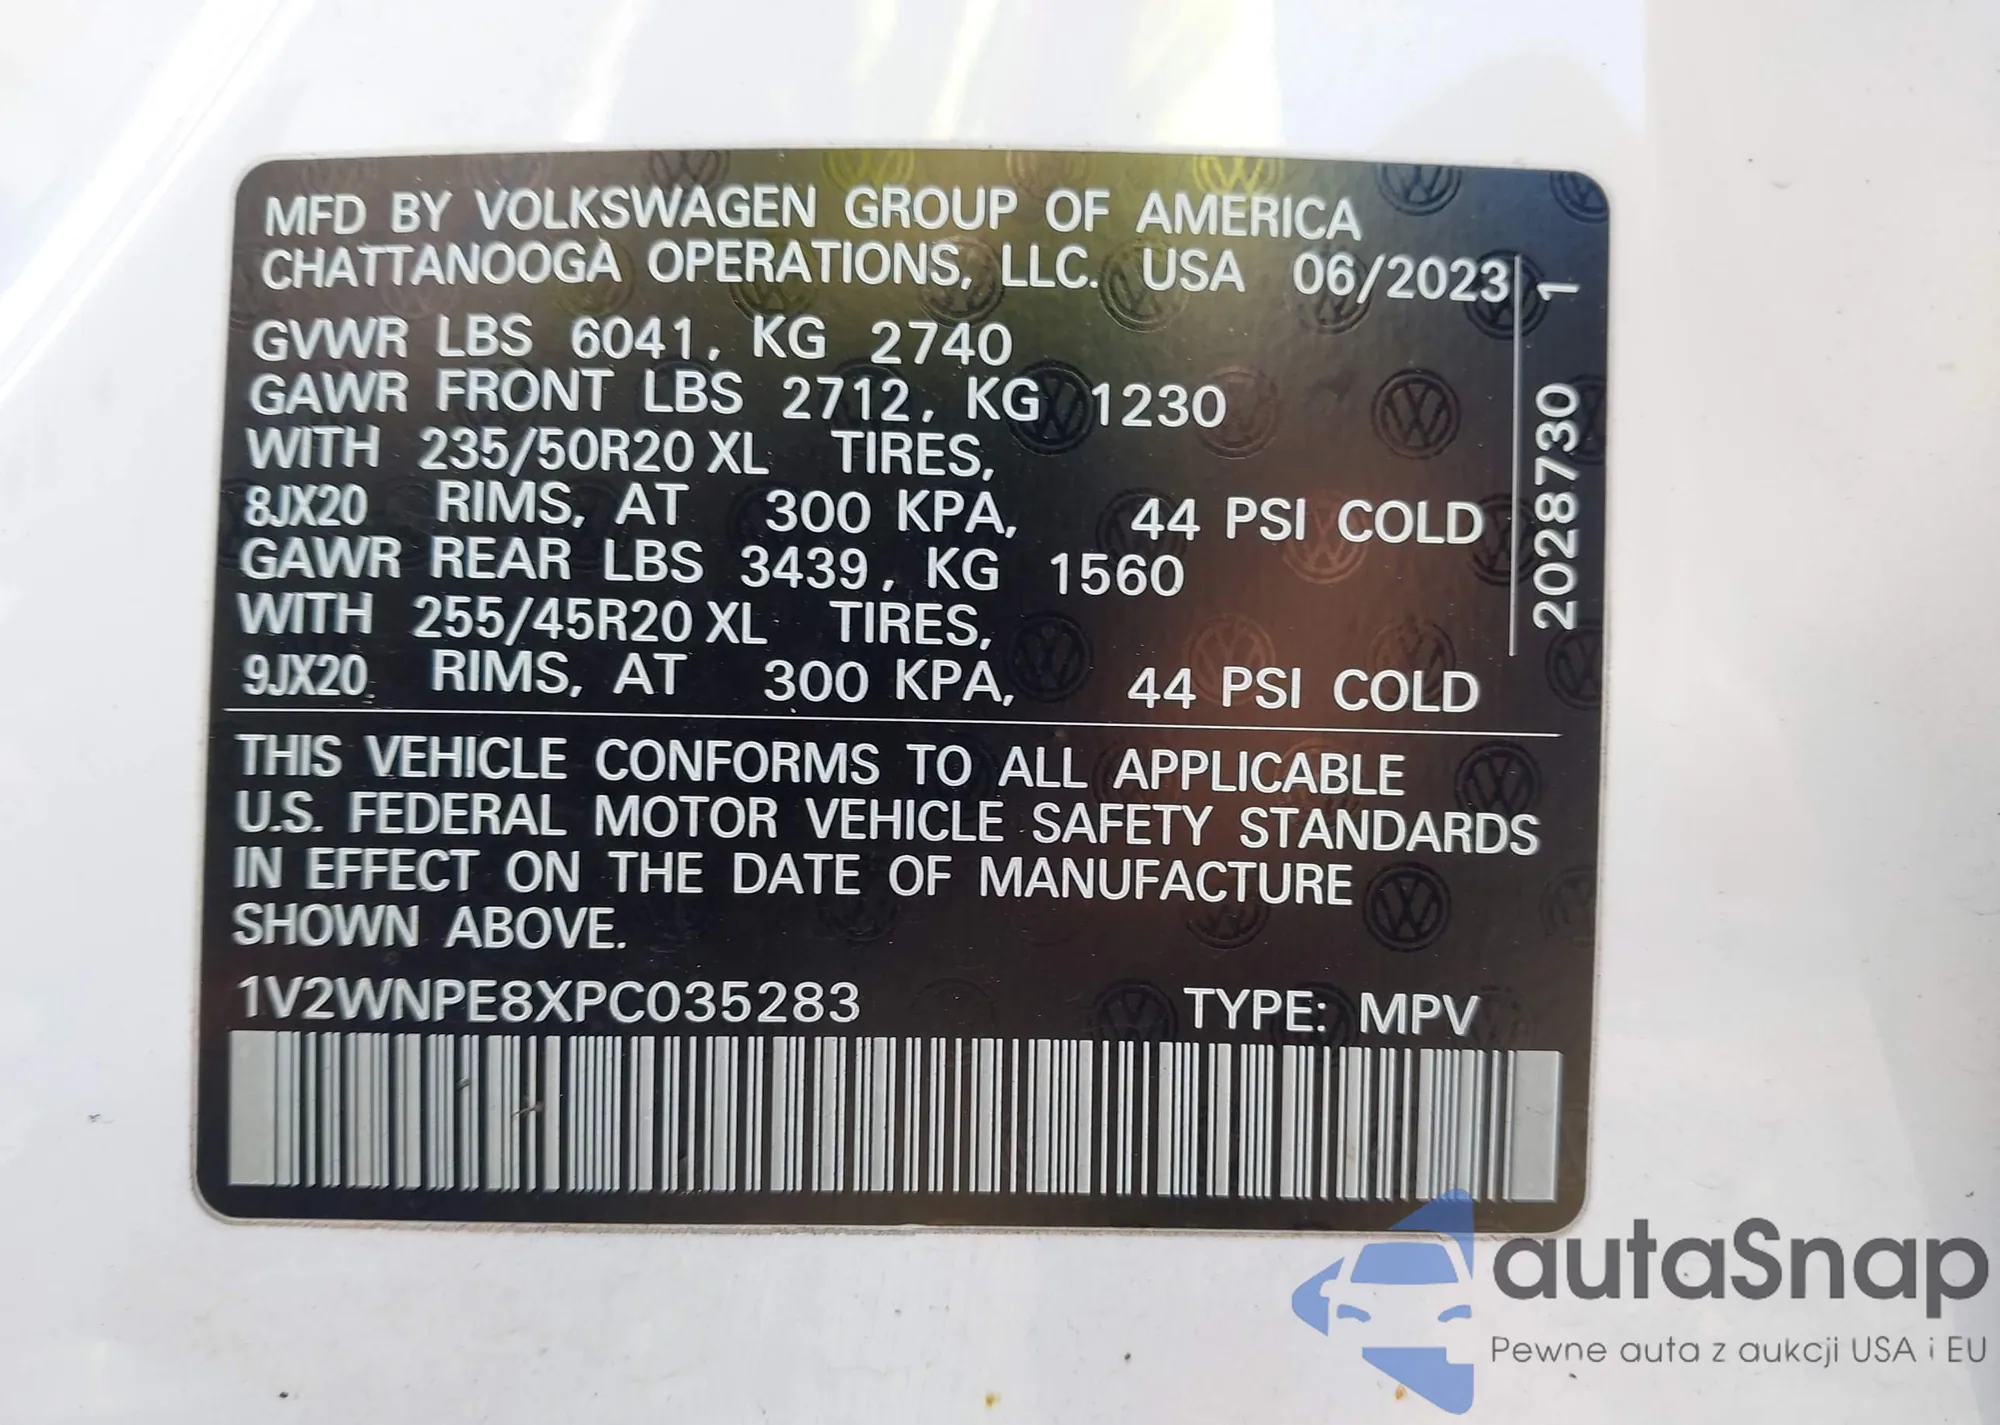 MFD BY VOLKSWAGEN GROUP OF AMERICA
CHATTANOOGA OPERATIONS, LLC. USA 06/2023
GVWR LBS 6041, KG 2740
GAWR FRONT LBS 2712, KG 1230
WITH 235/50R20 XL TIRES,
8JX20 RIMS, AT 300 KPA, 44 PSI COLD
GAWR REAR LBS 3439, KG 1560
WITH 255/45R20 XL TIRES,
9JX20 RIMS, AT 300 KPA, 44 PSI COLD
2028730 1
THIS VEHICLE CONFORMS TO ALL APPLICABLE
U.S. FEDERAL MOTOR VEHICLE SAFETY STANDARDS
IN EFFECT ON THE DATE OF MANUFACTURE
SHOWN ABOVE.
1V2WNPE8XPC035283 TYPE: MPV
autaSnap
Pewne auta z aukcji USA i EU